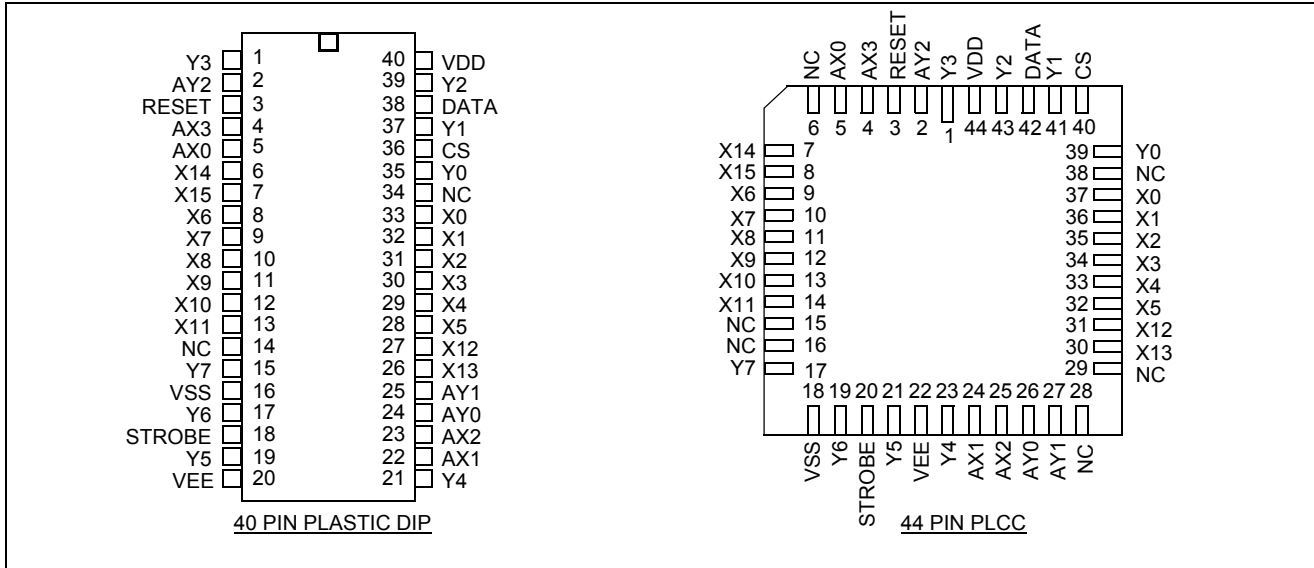 Y3 1 40 VDD
AY2 2 39 Y2
RESET 3 38 DATA
AX3 4 37 Y1
AX0 5 36 CS
X14 6 35 Y0
X15 7 34 NC
X6 8 33 X0
X7 9 32 X1
X8 10 31 X2
X9 11 30 X3
X10 12 29 X4
X11 13 28 X5
NC 14 27 X12
Y7 15 26 X13
VSS 16 25 AY1
Y6 17 24 AY0
STROBE 18 23 AX2
Y5 19 22 AX1
VEE 20 21 Y4
40 PIN PLASTIC DIP
NC AX0 AX3 RESET AY2 Y3 VDD Y2 DATA Y1 CS
6 5 4 3 2 1 44 43 42 41 40
X14 7 39 Y0
X15 8 38 NC
X6 9 37 X0
X7 10 36 X1
X8 11 35 X2
X9 12 34 X3
X10 13 33 X4
X11 14 32 X5
NC 15 31 X12
NC 16 30 X13
Y7 17 29 NC
18 19 20 21 22 23 24 25 26 27 28
VSS Y6 STROBE Y5 VEE Y4 AX1 AX2 AY0 AY1 NC
44 PIN PLCC